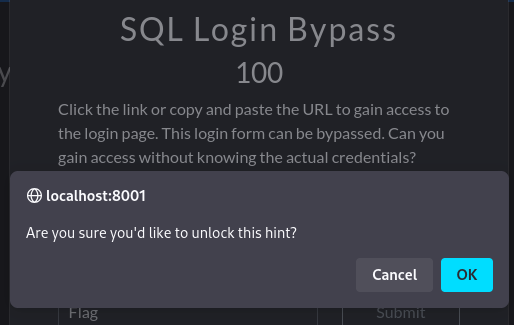 SQL Login Bypass
100
Click the link or copy and paste the URL to gain access to
the login page. This login form can be bypassed. Can you
gain access without knowing the actual credentials?
localhost:8001
Are you sure you'd like to unlock this hint?
Cancel OK
Flag Submit